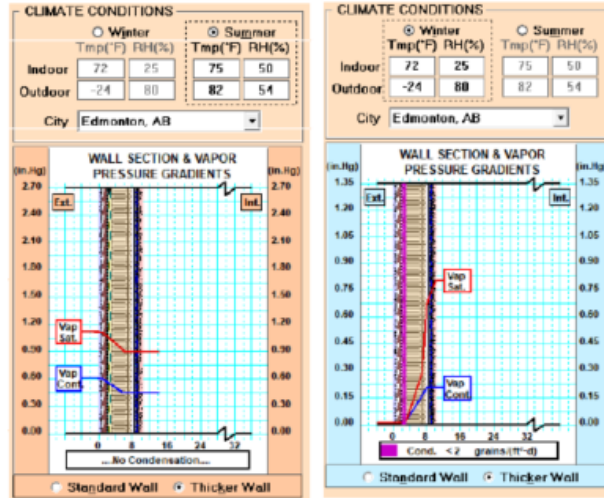 CLIMATE CONDITIONS
Winter
Summer
Tmp(°F) RH(%) Tmp(°F) RH(%)
Indoor 72 25 75 50
Outdoor -24 80 82 54
City Edmonton, AB
WALL SECTION & VAPOR
PRESSURE GRADIENTS
(in.Hg)
(in.Hg)
2.70
2.40
2.10
1.80
1.50
1.20
0.90
0.60
0.30
0.00
Ext.
Int.
2.70
2.40
2.10
1.80
1.50
1.20
0.90
0.60
0.30
0.00
Vap
Sat.
Vap
Cont.
0 8 16 24 32
....No Condensation....
Standard Wall Thicker Wall
CLIMATE CONDITIONS
Winter
Summer
Tmp(°F) RH(%) Tmp(°F) RH(%)
Indoor 72 25 75 50
Outdoor -24 80 82 54
City Edmonton, AB
WALL SECTION & VAPOR
PRESSURE GRADIENTS
(in.Hg)
(in.Hg)
1.35
1.20
1.05
0.90
0.75
0.60
0.45
0.30
0.15
0.00
Ext.
Int.
1.35
1.20
1.05
0.90
0.75
0.60
0.45
0.30
0.15
0.00
Vap
Sat.
Vap
Cont
0 8 16 24 32
Cond. <2 grains/(ft²-d)
Standard Wall Thicker Wall